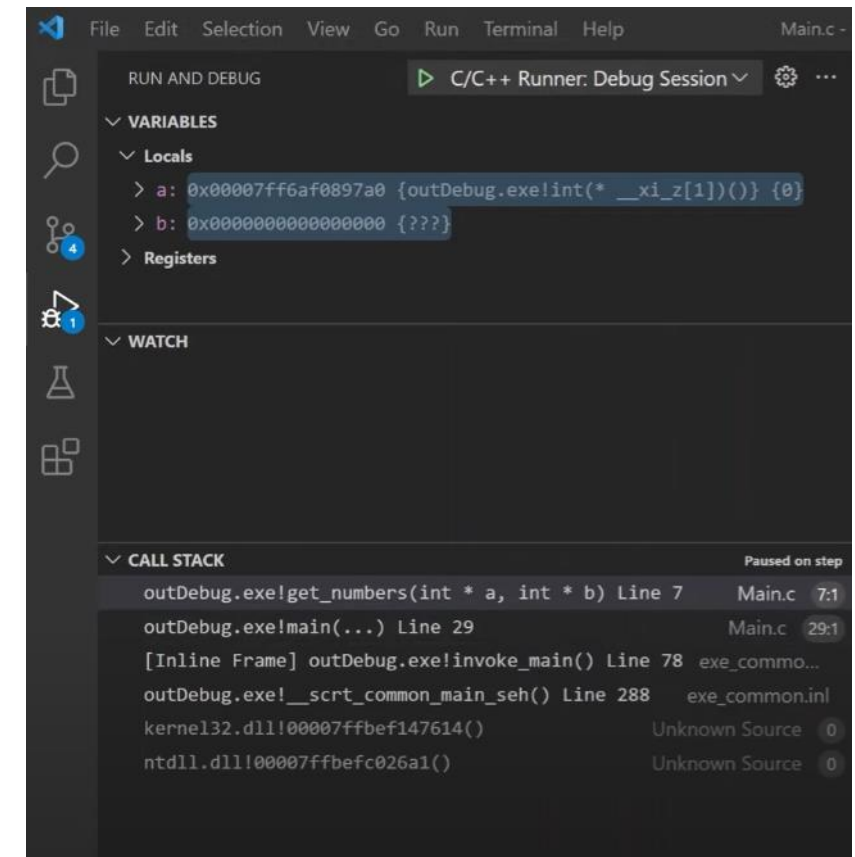 File Edit Selection View Go Run Terminal Help Main.c -
RUN AND DEBUG C/C++ Runner: Debug Session
VARIABLES
Locals
a: 0x00007ff6af0897a0 {outDebug.exe!int(* __xi_z[1])()} {0}
b: 0x0000000000000000 {???}
Registers
4
1
WATCH
CALL STACK Paused on step
outDebug.exe!get_numbers(int * a, int * b) Line 7 Main.c 7:1
outDebug.exe!main(...) Line 29 Main.c 29:1
[Inline Frame] outDebug.exe!invoke_main() Line 78 exe_commo...
outDebug.exe!__scrt_common_main_seh() Line 288 exe_common.inl
kernel32.dll!00007ffbef147614() Unknown Source 0
ntdll.dll!00007ffbefc026a1() Unknown Source 0